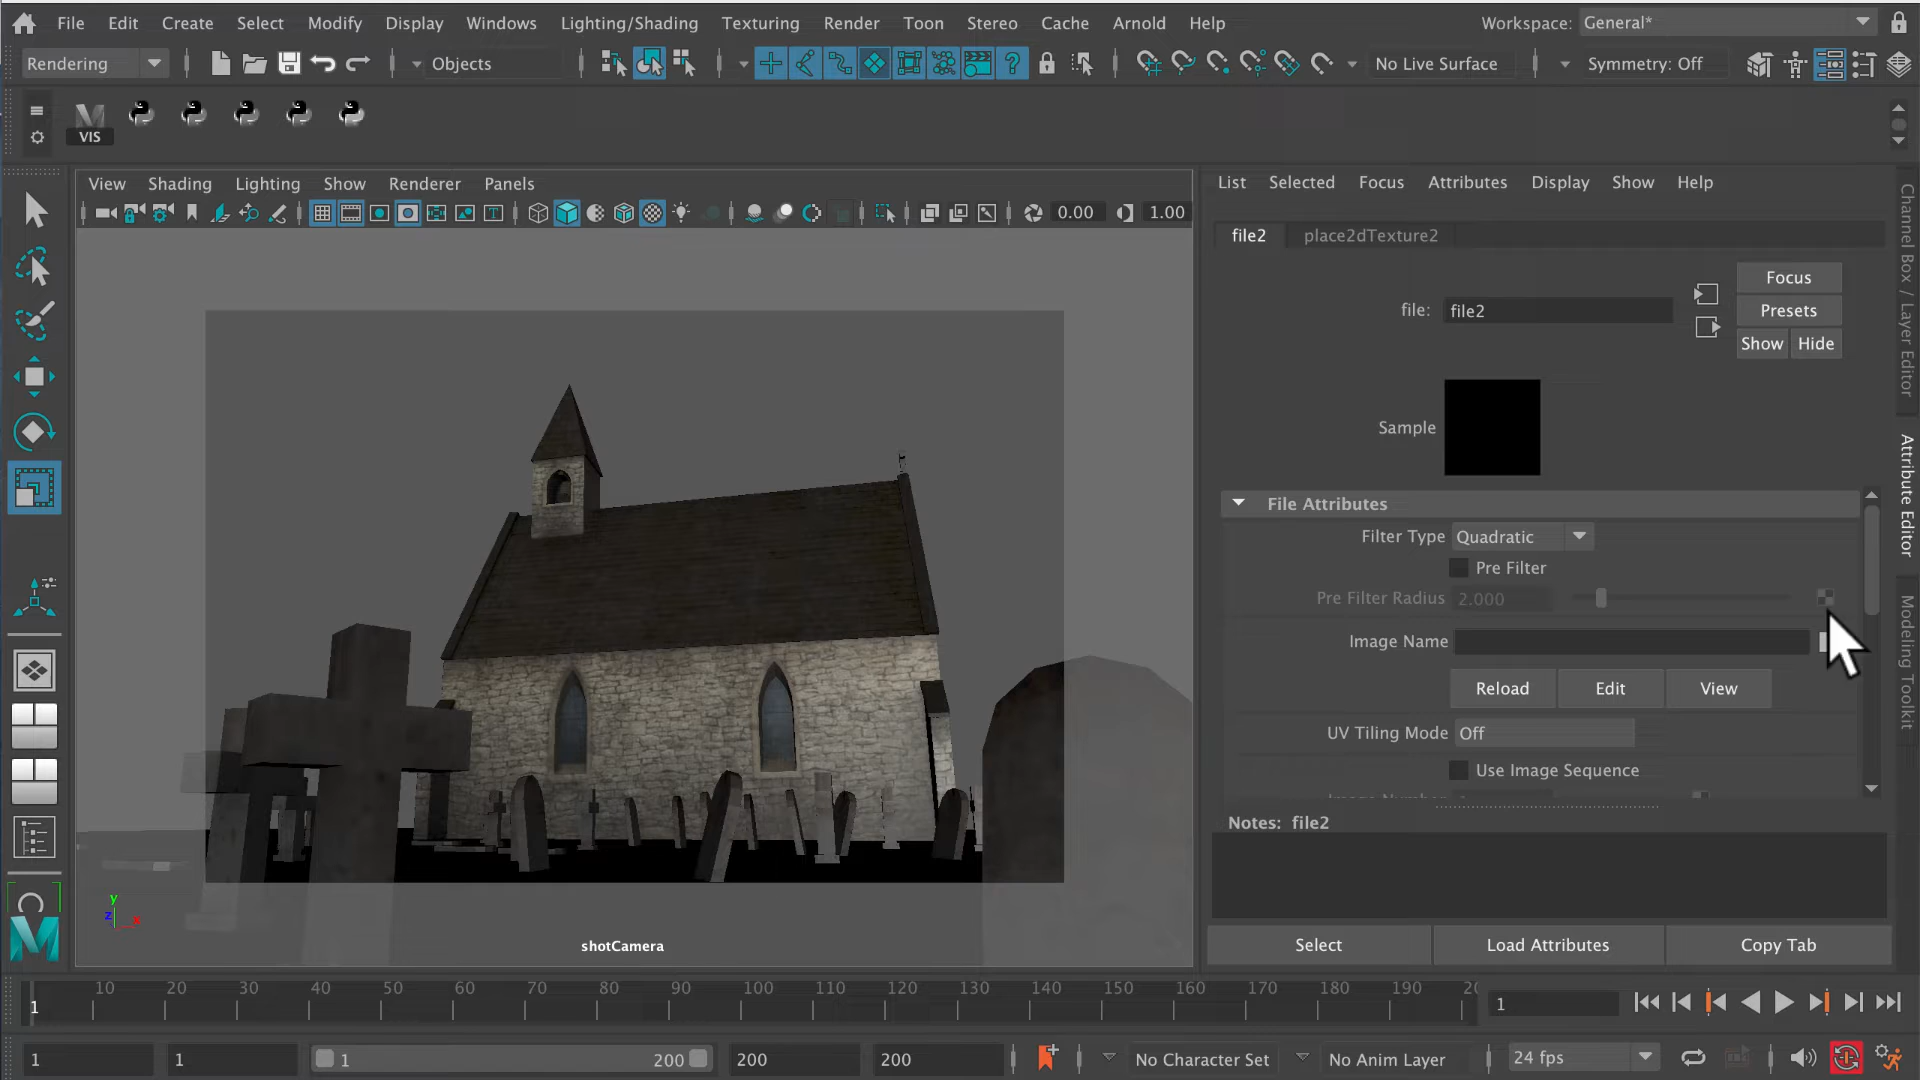 File Edit Create Select Modify Display Windows Lighting/Shading Texturing Render Toon Stereo Cache Arnold Help Workspace: General*
Rendering Objects No Live Surface Symmetry: Off
VIS
View Shading Lighting Show Renderer Panels
0.00 1.00
shotCamera
y
z x
List Selected Focus Attributes Display Show Help
file2 place2dTexture2
Focus
file: file2 Presets
Show Hide
Sample
File Attributes
Filter Type Quadratic
Pre Filter
Pre Filter Radius 2.000
Image Name
Reload Edit View
UV Tiling Mode Off
Use Image Sequence
Notes: file2
Select Load Attributes Copy Tab
Channel Box / Layer Editor
Attribute Editor
Modeling Toolkit
1 10 20 30 40 50 60 70 80 90 100 110 120 130 140 150 160 170 180 190 1
1 1 1 200 200 200 No Character Set No Anim Layer 24 fps